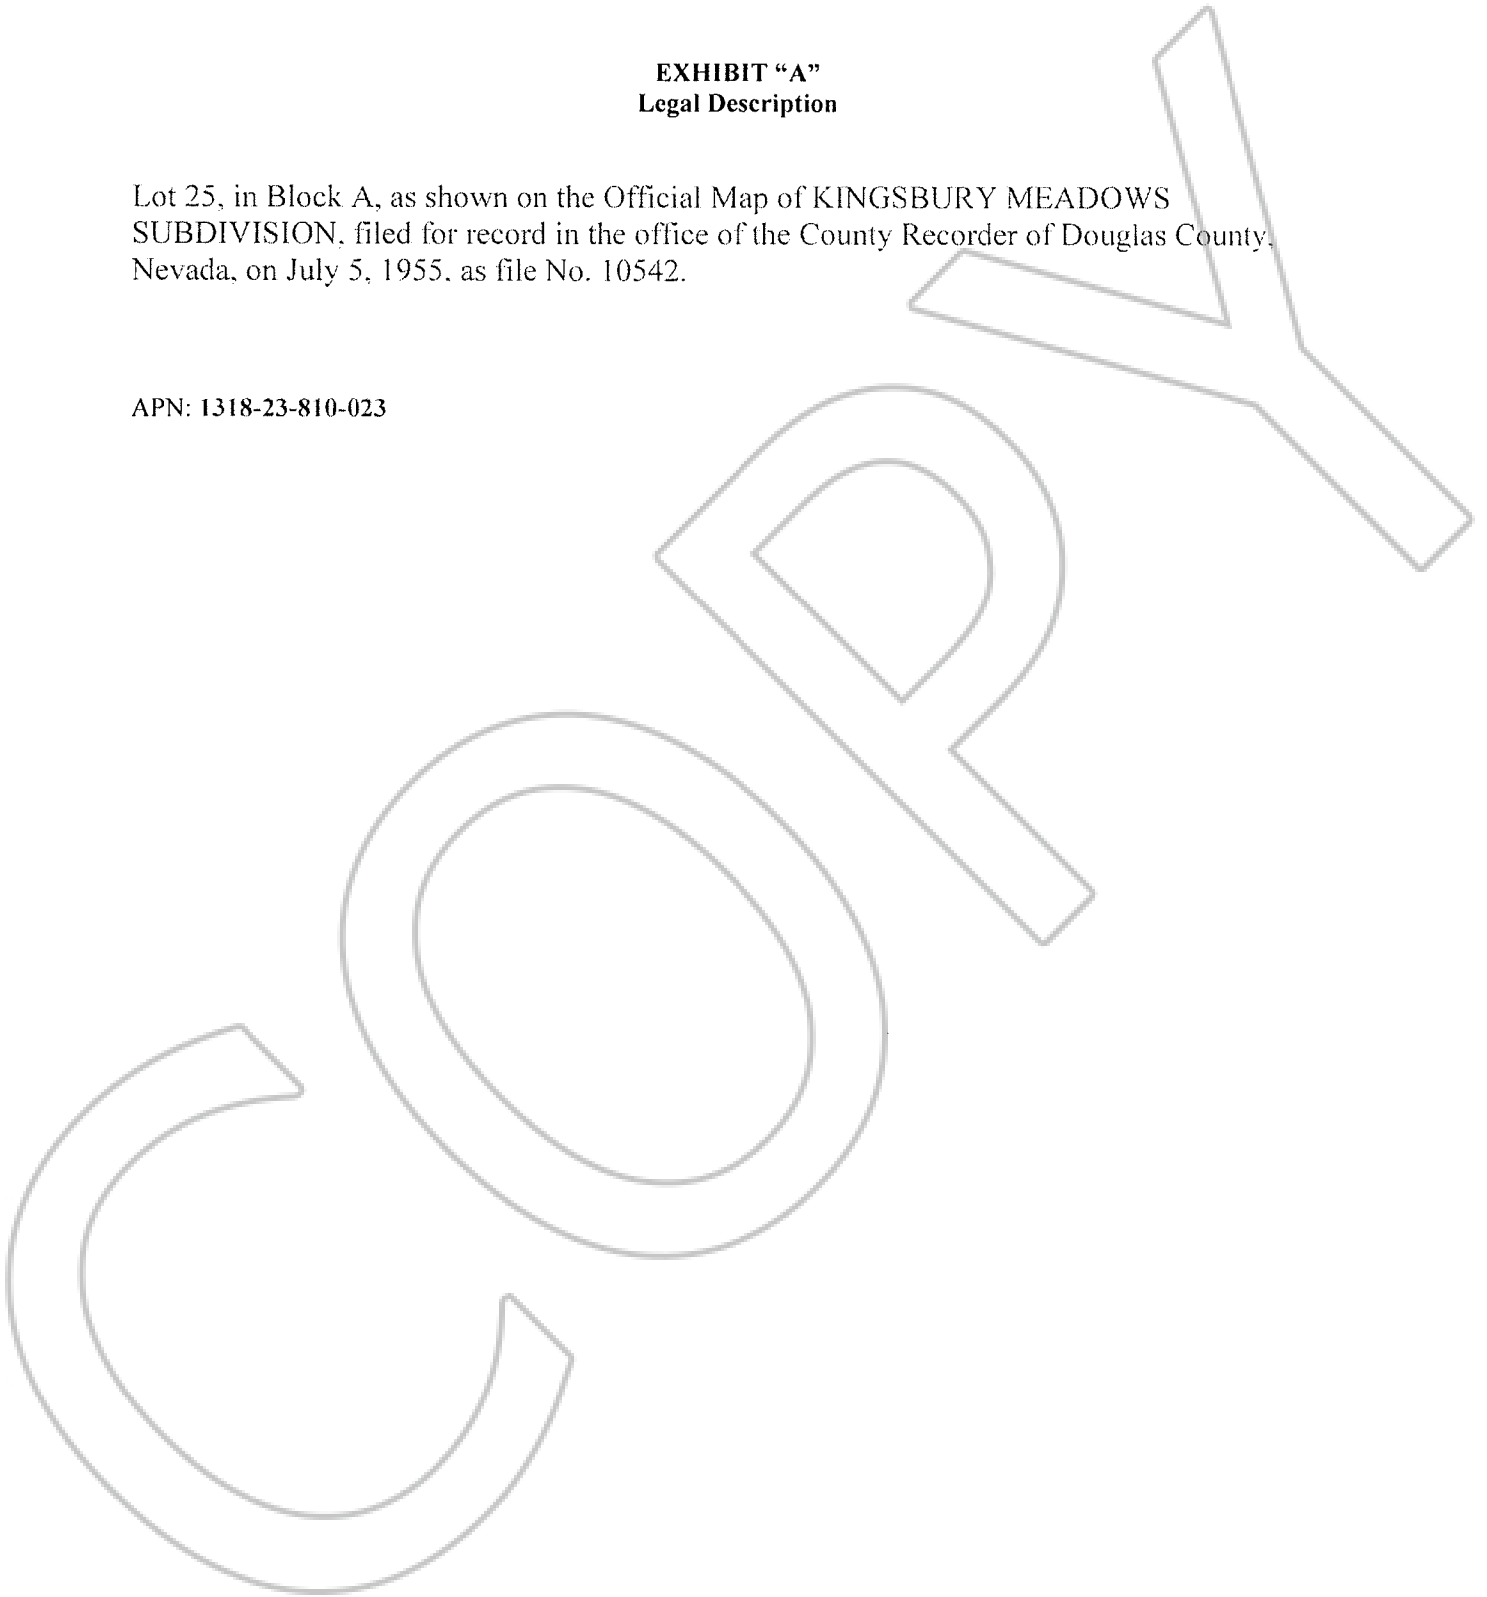 EXHIBIT “A”
Legal Description
Lot 25, in Block A, as shown on the Official Map of KINGSBURY MEADOWS
SUBDIVISION, filed for record in the office of the County Recorder of Douglas County,
Nevada, on July 5, 1955, as file No. 10542.
APN: 1318-23-810-023
COPY